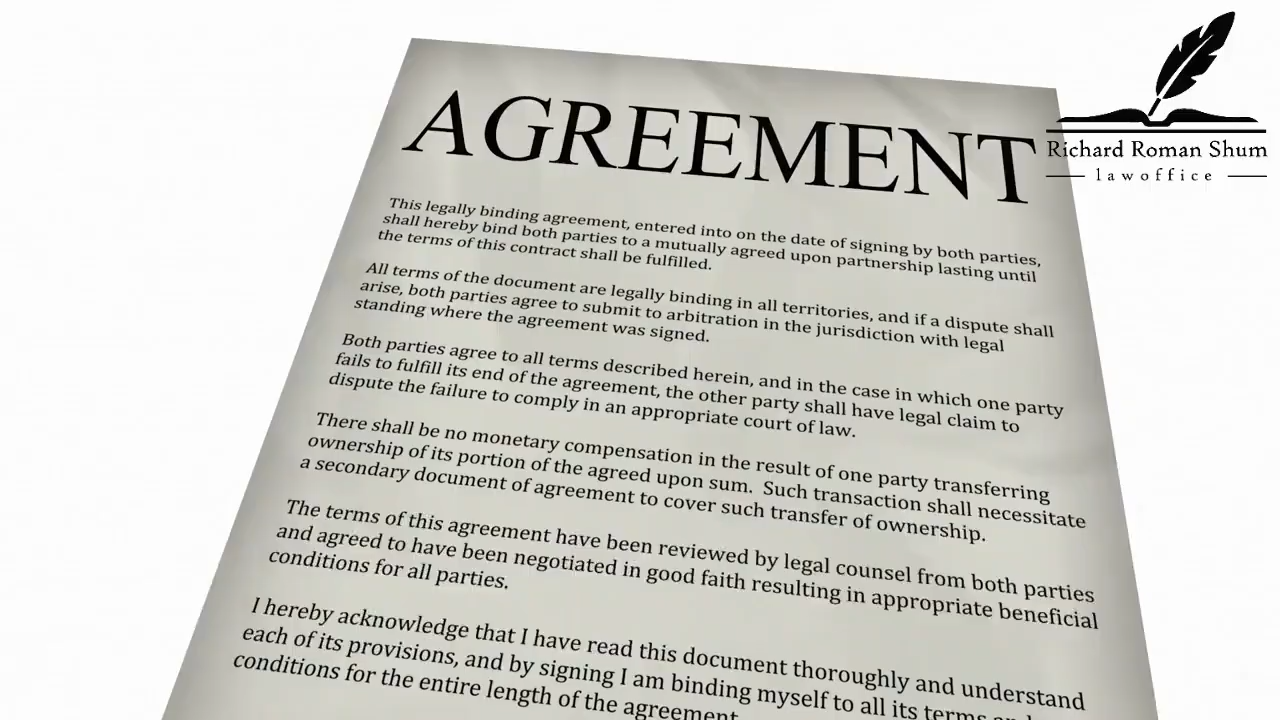 AGREEMENT
Richard Roman Shum
lawoffice
This legally binding agreement, entered into on the date of signing by both parties,
shall hereby bind both parties to a mutually agreed upon partnership lasting until
the terms of this contract shall be fulfilled.
All terms of the document are legally binding in all territories, and if a dispute shall
arise, both parties agree to submit to arbitration in the jurisdiction with legal
standing where the agreement was signed.
Both parties agree to all terms described herein, and in the case in which one party
fails to fulfill its end of the agreement, the other party shall have legal claim to
dispute the failure to comply in an appropriate court of law.
There shall be no monetary compensation in the result of one party transferring
ownership of its portion of the agreed upon sum.  Such transaction shall necessitate
a secondary document of agreement to cover such transfer of ownership.
The terms of this agreement have been reviewed by legal counsel from both parties
and agreed to have been negotiated in good faith resulting in appropriate beneficial
conditions for all parties.
I hereby acknowledge that I have read this document thoroughly and understand
each of its provisions, and by signing I am binding myself to all its terms and
conditions for the entire length of the agreement.